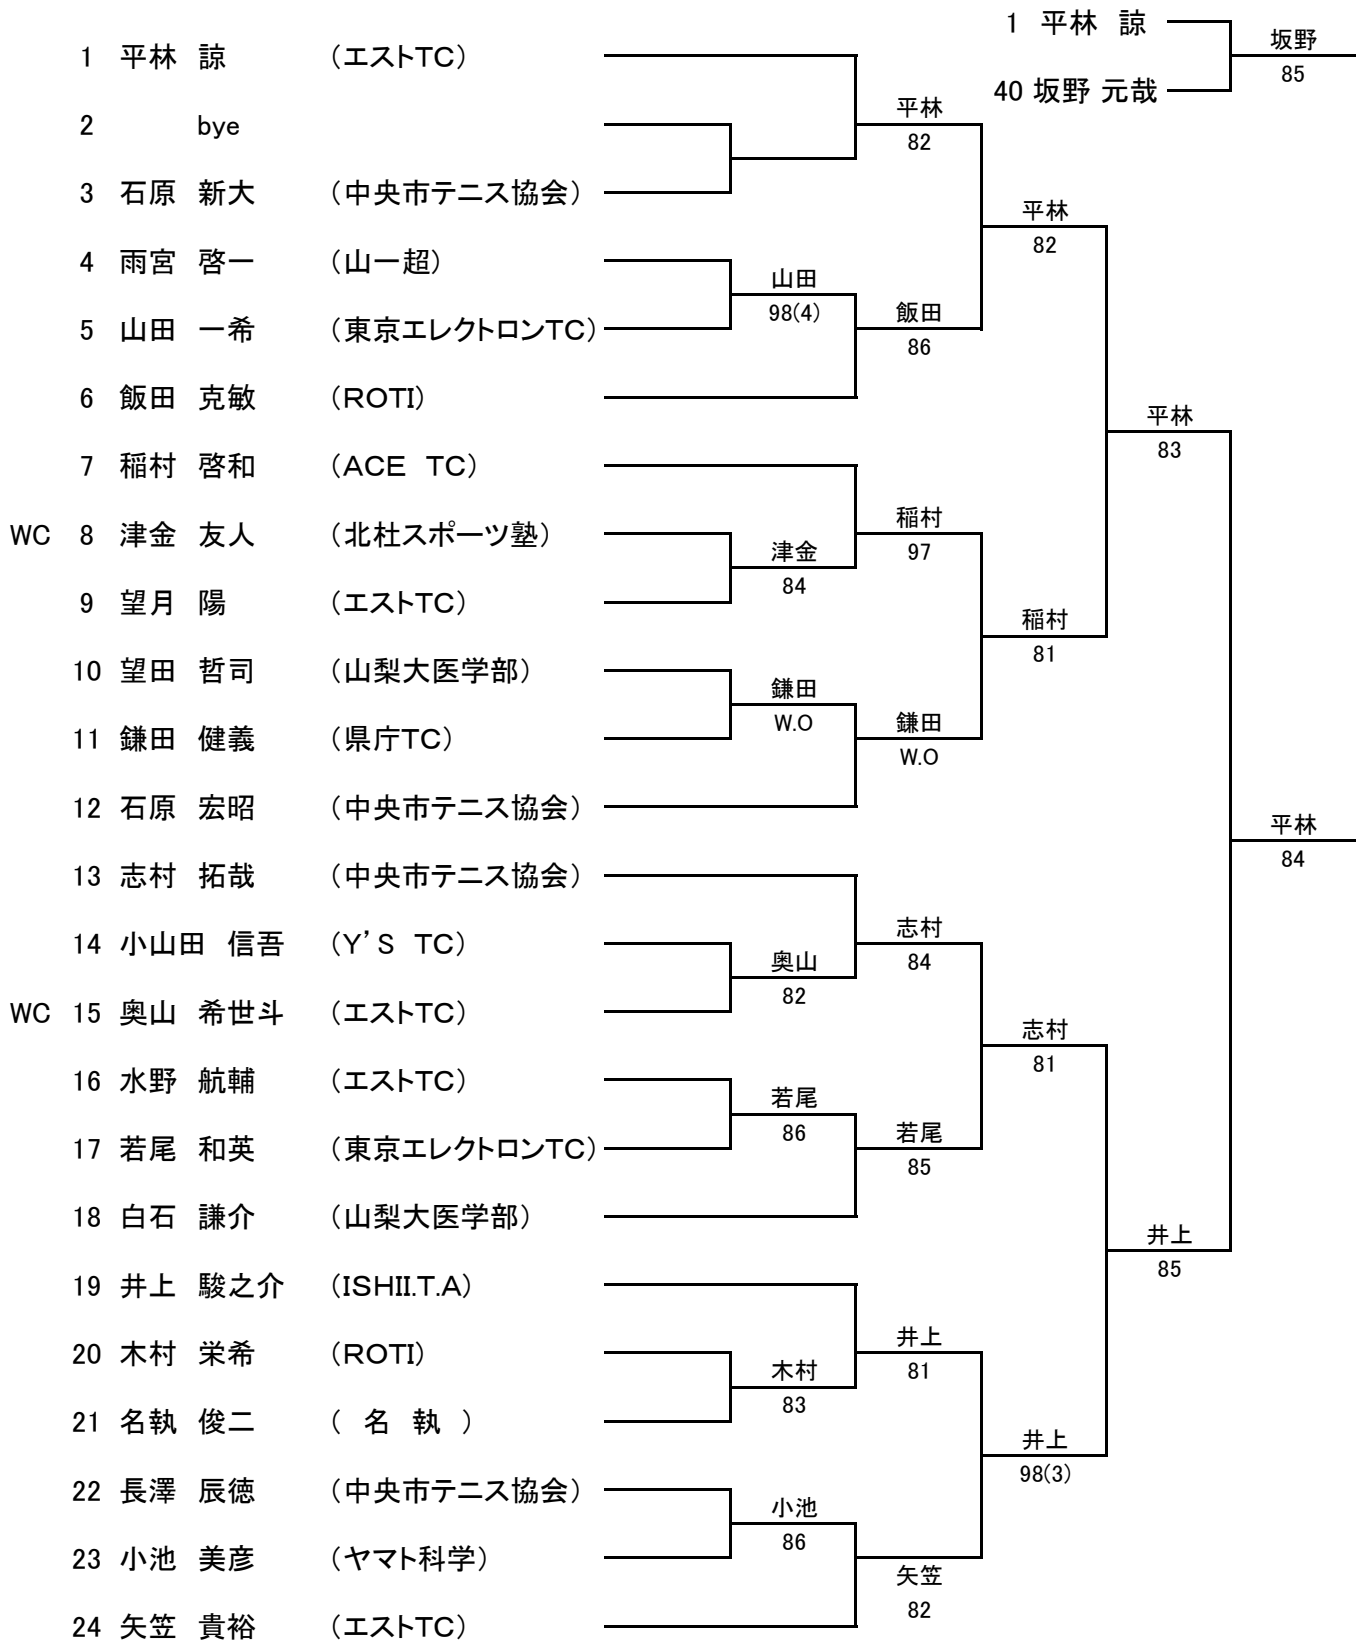 1 平林 諒
坂野
85
40 坂野 元哉
1 平林 諒 （エストTC）
平林
82
2 bye
3 石原 新大 （中央市テニス協会）
平林
82
4 雨宮 啓一 （山一超）
山田
98(4)
5 山田 一希 （東京エレクトロンTC）
飯田
86
6 飯田 克敏 （ROTI）
平林
83
7 稲村 啓和 （ACE TC）
稲村
97
WC 8 津金 友人 （北杜スポーツ塾）
津金
84
9 望月 陽 （エストTC）
稲村
81
10 望田 哲司 （山梨大医学部）
鎌田
W.O
11 鎌田 健義 （県庁TC）
鎌田
W.O
12 石原 宏昭 （中央市テニス協会）
平林
84
13 志村 拓哉 （中央市テニス協会）
志村
84
14 小山田 信吾 （Y’S TC）
奥山
82
WC 15 奥山 希世斗 （エストTC）
志村
81
16 水野 航輔 （エストTC）
若尾
86
17 若尾 和英 （東京エレクトロンTC）
若尾
85
18 白石 謙介 （山梨大医学部）
井上
85
19 井上 駿之介 （ISHII.T.A）
井上
81
20 木村 栄希 （ROTI）
木村
83
21 名執 俊二 （ 名 執 ）
井上
98(3)
22 長澤 辰徳 （中央市テニス協会）
小池
86
23 小池 美彦 （ヤマト科学）
矢笠
82
24 矢笠 貴裕 （エストTC）